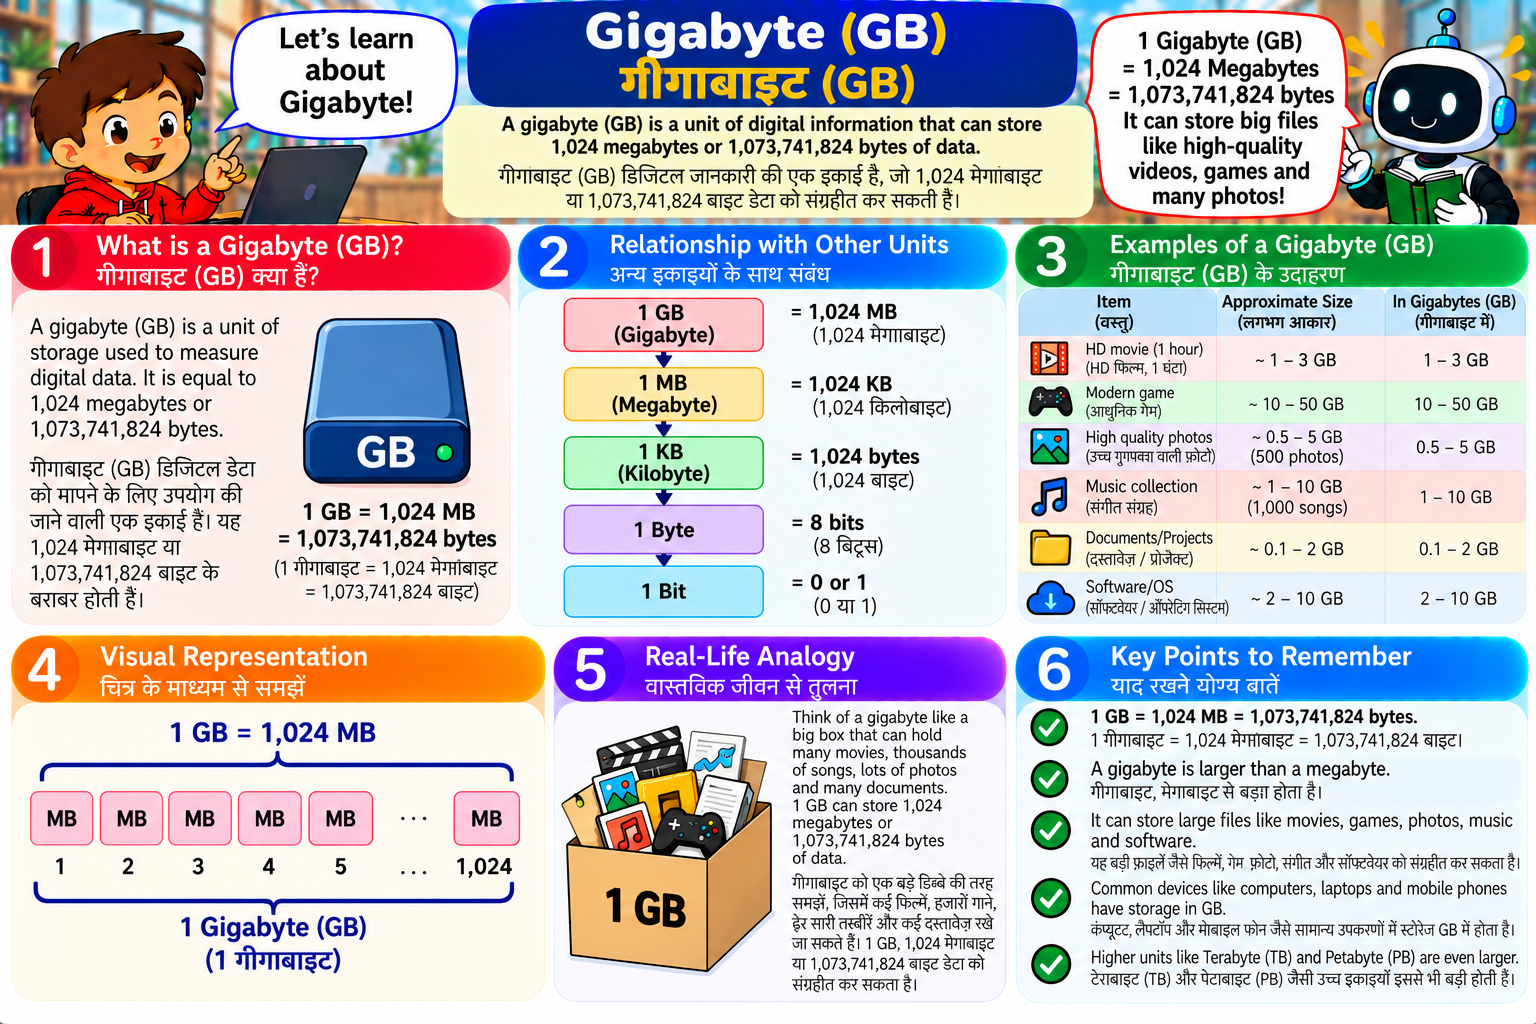 Let's learn
about
Gigabyte!
Gigabyte (GB)
गीगाबाइट (GB)
A gigabyte (GB) is a unit of digital information that can store
1,024 megabytes or 1,073,741,824 bytes of data.
गीगाबाइट (GB) डिजिटल जानकारी की एक इकाई है, जो 1,024 मेगााबाइट
या 1,073,741,824 बाइट डेटा को संग्रहीत कर सकती हैं।
1 Gigabyte (GB)
= 1,024 Megabytes
= 1,073,741,824 bytes
It can store big files
like high-quality
videos, games and
many photos!
1 What is a Gigabyte (GB)?
गीगाबाइट (GB) क्या हैं?
A gigabyte (GB) is a unit of
storage used to measure
digital data. It is equal to
1,024 megabytes or
1,073,741,824 bytes.
गीगाबाइट (GB) डिजिटल डेटा
को मापने के लिए उपयोग की
जाने वाली एक इकाई हैं। यह
1,024 मेगााबाइट या
1,073,741,824 बाइट के
बराबर होती हैं।
GB
1 GB = 1,024 MB
= 1,073,741,824 bytes
(1 गीगाबाइट = 1,024 मेगााबाइट
= 1,073,741,824 बाइट)
2 Relationship with Other Units
अन्य इकाइयों के साथ संबंध
1 GB
(Gigabyte)
= 1,024 MB
(1,024 मेगााबाइट)
1 MB
(Megabyte)
= 1,024 KB
(1,024 किलोबाइट)
1 KB
(Kilobyte)
= 1,024 bytes
(1,024 बाइट)
1 Byte
= 8 bits
(8 बिट्स)
1 Bit
= 0 or 1
(0 या 1)
3 Examples of a Gigabyte (GB)
गीगाबाइट (GB) के उदाहरण
Item
(वस्तु)
Approximate Size
(लगभग आकार)
In Gigabytes (GB)
(गीगाबाइट में)
HD movie (1 hour)
(HD फिल्म, 1 घंटा)
~ 1 – 3 GB
1 – 3 GB
Modern game
(आधुनिक गेम)
~ 10 – 50 GB
10 – 50 GB
High quality photos
(उच्च वाली फ़ोटो)
~ 0.5 – 5 GB
(500 photos)
0.5 – 5 GB
Music collection
(संगीत संग्रह)
~ 1 – 10 GB
(1,000 songs)
1 – 10 GB
Documents/Projects
(दस्तावेज़ / प्रोजेक्ट)
~ 0.1 – 2 GB
0.1 – 2 GB
Software/OS
(सॉफ्टवेयर / ऑपरेटिंग सिस्टम)
~ 2 – 10 GB
2 – 10 GB
4 Visual Representation
चित्र के माध्यम से समझें
1 GB = 1,024 MB
MB MB MB MB MB ... MB
1 2 3 4 5 ... 1,024
1 Gigabyte (GB)
(1 गीगाबाइट)
5 Real-Life Analogy
वास्तविक जीवन से तुलना
1 GB
Think of a gigabyte like a
big box that can hold
many movies, thousands
of songs, lots of photos
and many documents.
1 GB can store 1,024
megabytes or
1,073,741,824 bytes
of data.
गीगाबाइट को एक बड़े डिब्बे की तरह
समझें, जिसमें कई फिल्में, हजारों गाने,
ढ़ेर सारी तस्बीरें और कई दस्तावेज़ रखे
जा सकते हैं। 1 GB, 1,024 मेगाबाइट
या 1,073,741,824 बाइट डेटा को
संग्रहीत कर सकता है।
6 Key Points to Remember
याद रखने योग्य बातें
1 GB = 1,024 MB = 1,073,741,824 bytes.
1 गीगाबाइट = 1,024 मेगााबाइट = 1,073,741,824 बाइट।
A gigabyte is larger than a megabyte.
गीगाबाइट, मेगाबाइट से बड़ा होता है।
It can store large files like movies, games, photos, music
and software.
यह बड़ी फ़ाइलें जैसे फिल्में, गेम फ़ोटो, संगीत और सॉफ्टवेयर को संग्रहीत कर सकता है।
Common devices like computers, laptops and mobile phones
have storage in GB.
कंप्यूटट, लैपटॉप और मोबाइल फोन जैसे सामान्य उपकरणों में स्टोरेज GB में होता है।
Higher units like Terabyte (TB) and Petabyte (PB) are even larger.
टेराबाइट (TB) और पेटाबाइट (PB) जैसी उच्च इकाइयाँ इससे भी बड़ी होती हैं।